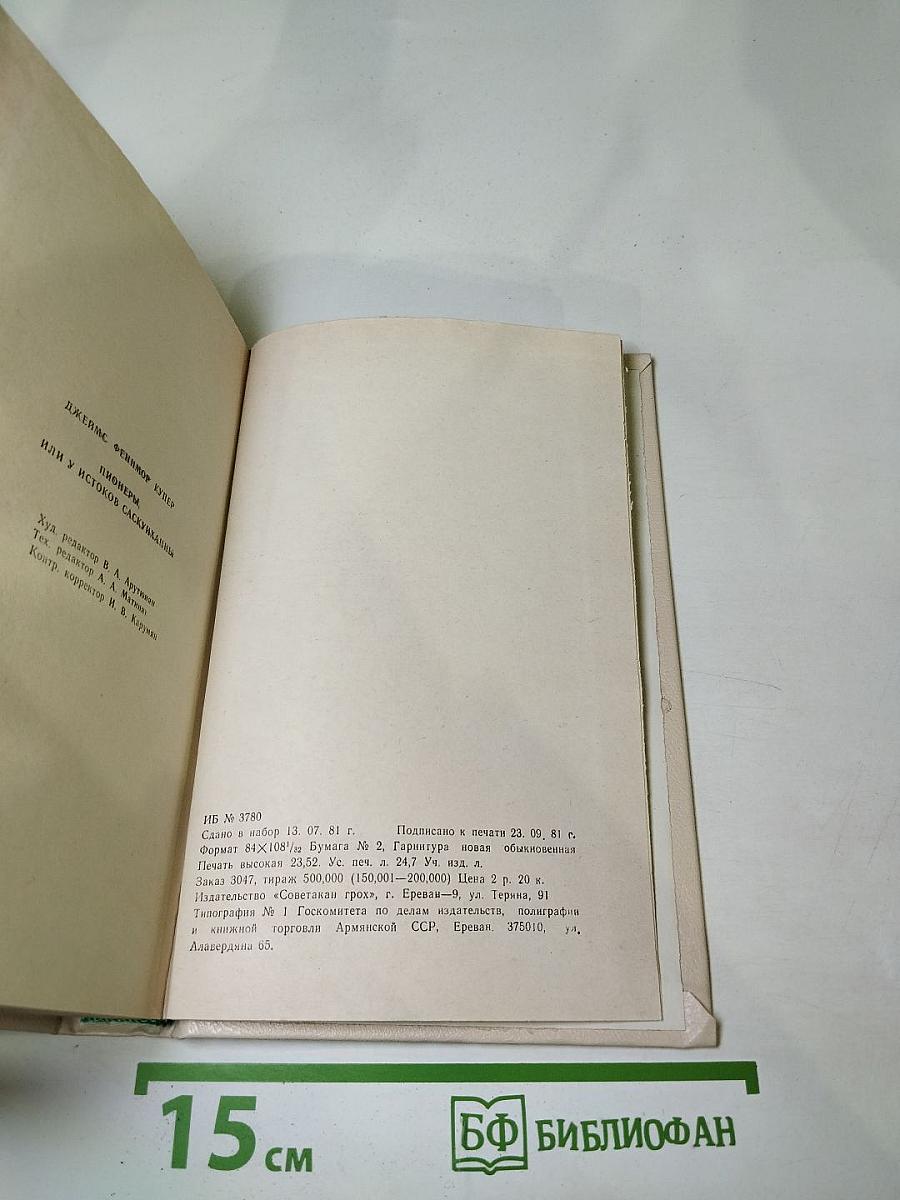 ДЖЕЙМС ФЕНИМОР КУПЕР
ПИОНЕРЫ,
ИЛИ У ИСТОКОВ САСКУИХАННЫ
Худ. редактор В. А. Арутинян
Тех. редактор А. А.
Контр. корректор И. В. Каруман
ИБ № 3780
Сдано в набор 13. 07. 81 г. Подписано к печати 23. 09. 81 г.
Формат 84×108¹/₃₂ Бумага № 2, Гарнитура новая обыкновенная
Печать высокая 23,52. Ус. печ. л. 24,7 Уч. изд. л.
Заказ 3047, тираж 500,000 (150,001—200,000) Цена 2 р. 20 к.
Издательство «Советакан грох», г. Ереван—9, ул. Теряна, 91
Типография № 1 Госкомитета по делам издательств, полиграфии
и книжной торговли Армянской ССР, Ереван. 375010, ул.
Алавердяна 65.
15 см
БФ БИБЛИОФАН